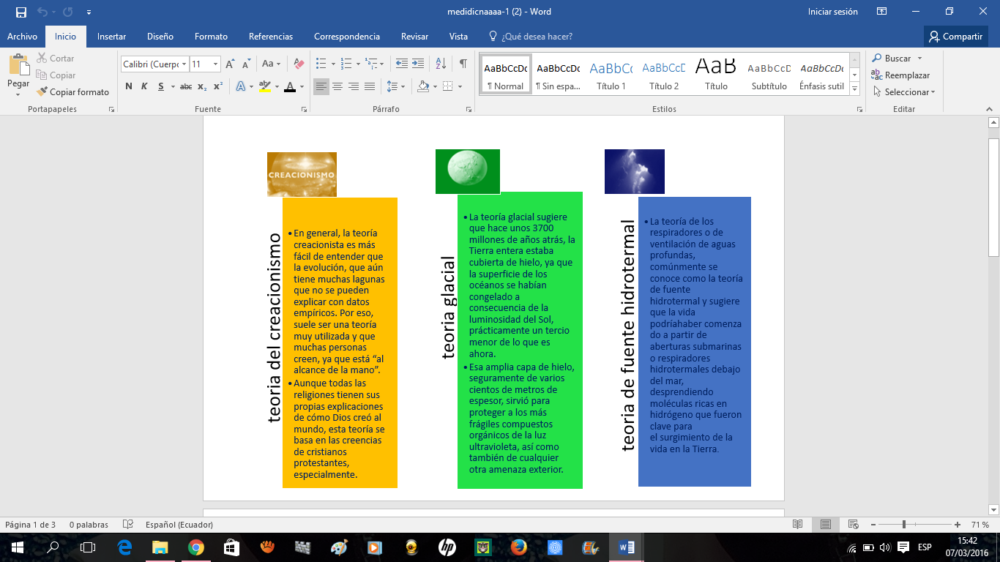 medidicnaaaa-1 (2) - Word
Iniciar sesión
Archivo
Inicio
Insertar
Diseño
Formato
Referencias
Correspondencia
Revisar
Vista
¿Qué desea hacer?
Compartir
Pegar
Cortar
Copiar
Copiar formato
Portapapeles
Calibri (Cuerpo
11
Aa
N K S abc x₂ x²
A
Fuente
Párrafo
AaBbCcDc
¶ Normal
AaBbCcDc
¶ Sin espa...
AaBbCc
Título 1
AaBbCcD
Título 2
AaB
Título
AaBbCcD
Subtítulo
AaBbCcDc
Énfasis sutil
Estilos
Buscar
Reemplazar
Seleccionar
Editar
CREACIONISMO
teoria del creacionismo
• En general, la teoría
creacionista es más
fácil de entender que
la evolución, que aún
tiene muchas lagunas
que no se pueden
explicar con datos
empíricos. Por eso,
suele ser una teoría
muy utilizada y que
muchas personas
creen, ya que está “al
alcance de la mano”.
• Aunque todas las
religiones tienen sus
propias explicaciones
de cómo Dios creó al
mundo, esta teoría se
basa en las creencias
de cristianos
protestantes,
especialmente.
teoria glacial
• La teoría glacial sugiere
que hace unos 3700
millones de años atrás, la
Tierra entera estaba
cubierta de hielo, ya que
la superficie de los
océanos se habían
congelado a
consecuencia de la
luminosidad del Sol,
prácticamente un tercio
menor de lo que es
ahora.
• Esa amplia capa de hielo,
seguramente de varios
cientos de metros de
espesor, sirvió para
proteger a los más
frágiles compuestos
orgánicos de la luz
ultravioleta, así como
también de cualquier
otra amenaza exterior.
teoria de fuente hidrotermal
• La teoría de los
respiradores o de
ventilación de aguas
profundas,
comúnmente se
conoce como la teoría
de fuente
hidrotermal y sugiere
que la vida
podríahaber comenza
do a partir de
aberturas submarinas
o respiradores
hidrotermales debajo
del mar,
desprendiendo
moléculas ricas en
hidrógeno que fueron
clave para
el surgimiento de la
vida en la Tierra.
Página 1 de 3
0 palabras
Español (Ecuador)
71 %
ESP
15:42
07/03/2016